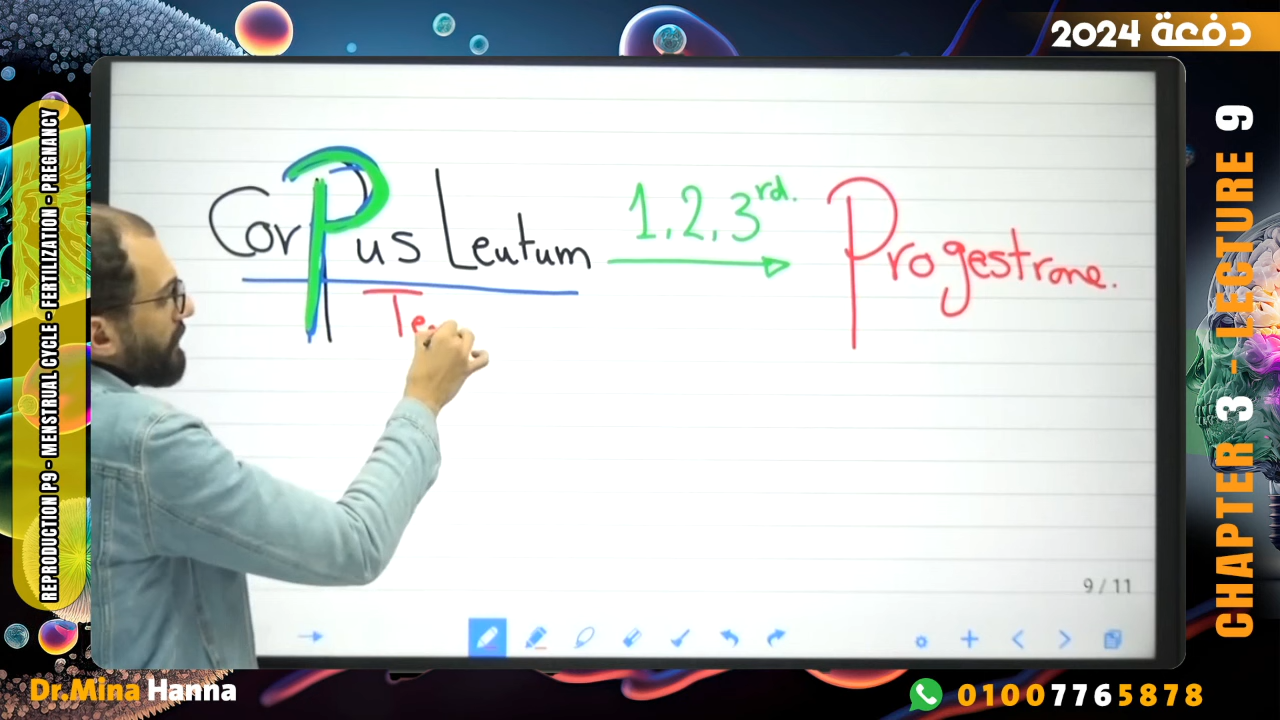 دفعة 2024
REPRODUCTION P9 - MENSTRUAL CYCLE - FERTILIZATION - PREGNANCY
Corpus Leutum 1,2,3rd. Progestrone.
Te
9 / 11
CHAPTER 3 - LECTURE 9
Dr.Mina Hanna
01007765878